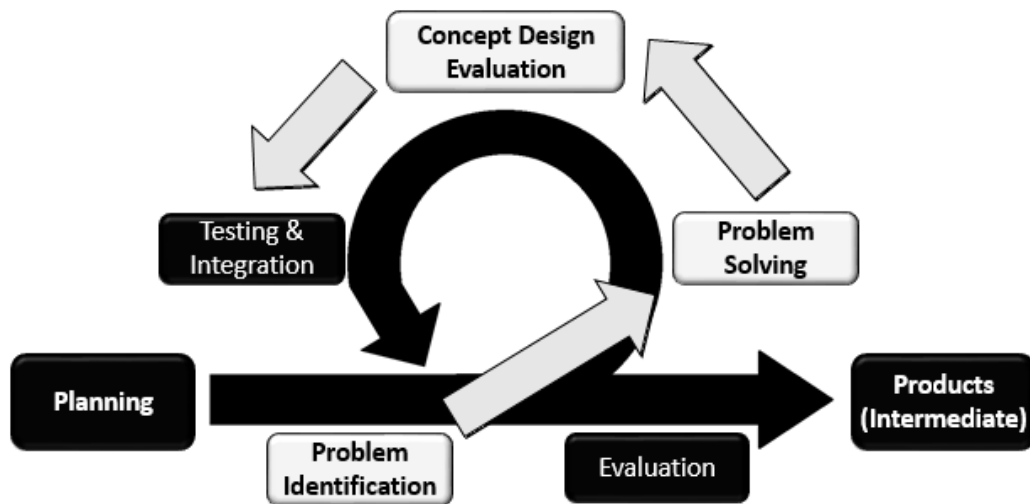 Concept Design
Evaluation
Testing &
Integration
Problem
Solving
Planning
Products
(Intermediate)
Problem
Identification
Evaluation